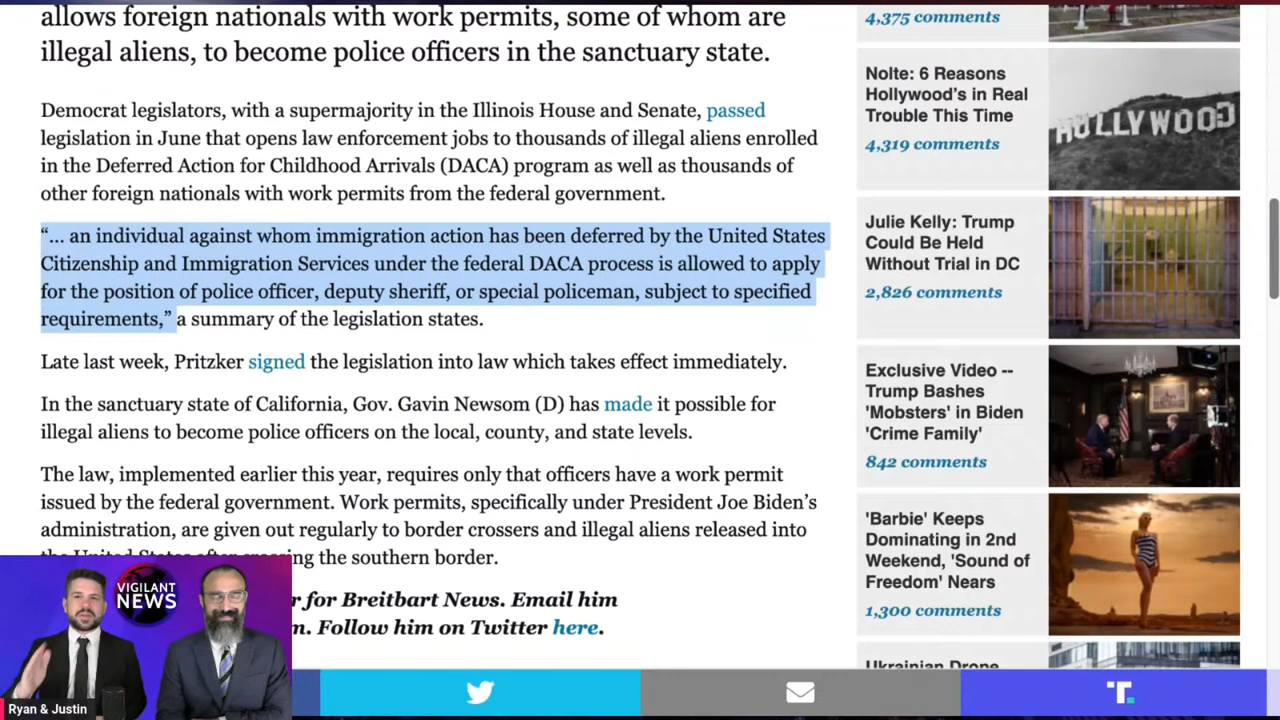 allows foreign nationals with work permits, some of whom are
illegal aliens, to become police officers in the sanctuary state.
Democrat legislators, with a supermajority in the Illinois House and Senate, passed
legislation in June that opens law enforcement jobs to thousands of illegal aliens enrolled
in the Deferred Action for Childhood Arrivals (DACA) program as well as thousands of
other foreign nationals with work permits from the federal government.
“... an individual against whom immigration action has been deferred by the United States
Citizenship and Immigration Services under the federal DACA process is allowed to apply
for the position of police officer, deputy sheriff, or special policeman, subject to specified
requirements,” a summary of the legislation states.
Late last week, Pritzker signed the legislation into law which takes effect immediately.
In the sanctuary state of California, Gov. Gavin Newsom (D) has made it possible for
illegal aliens to become police officers on the local, county, and state levels.
The law, implemented earlier this year, requires only that officers have a work permit
issued by the federal government. Work permits, specifically under President Joe Biden’s
administration, are given out regularly to border crossers and illegal aliens released into
the United States after crossing the southern border.
r for Breitbart News. Email him
m. Follow him on Twitter here.
4,375 comments
Nolte: 6 Reasons
Hollywood’s in Real
Trouble This Time
4,319 comments
HOLLYWOOD
Julie Kelly: Trump
Could Be Held
Without Trial in DC
2,826 comments
Exclusive Video --
Trump Bashes
'Mobsters' in Biden
'Crime Family'
842 comments
'Barbie' Keeps
Dominating in 2nd
Weekend, 'Sound of
Freedom' Nears
1,300 comments
Ukrainian Drone
VIGILANT
NEWS
Ryan & Justin
T.